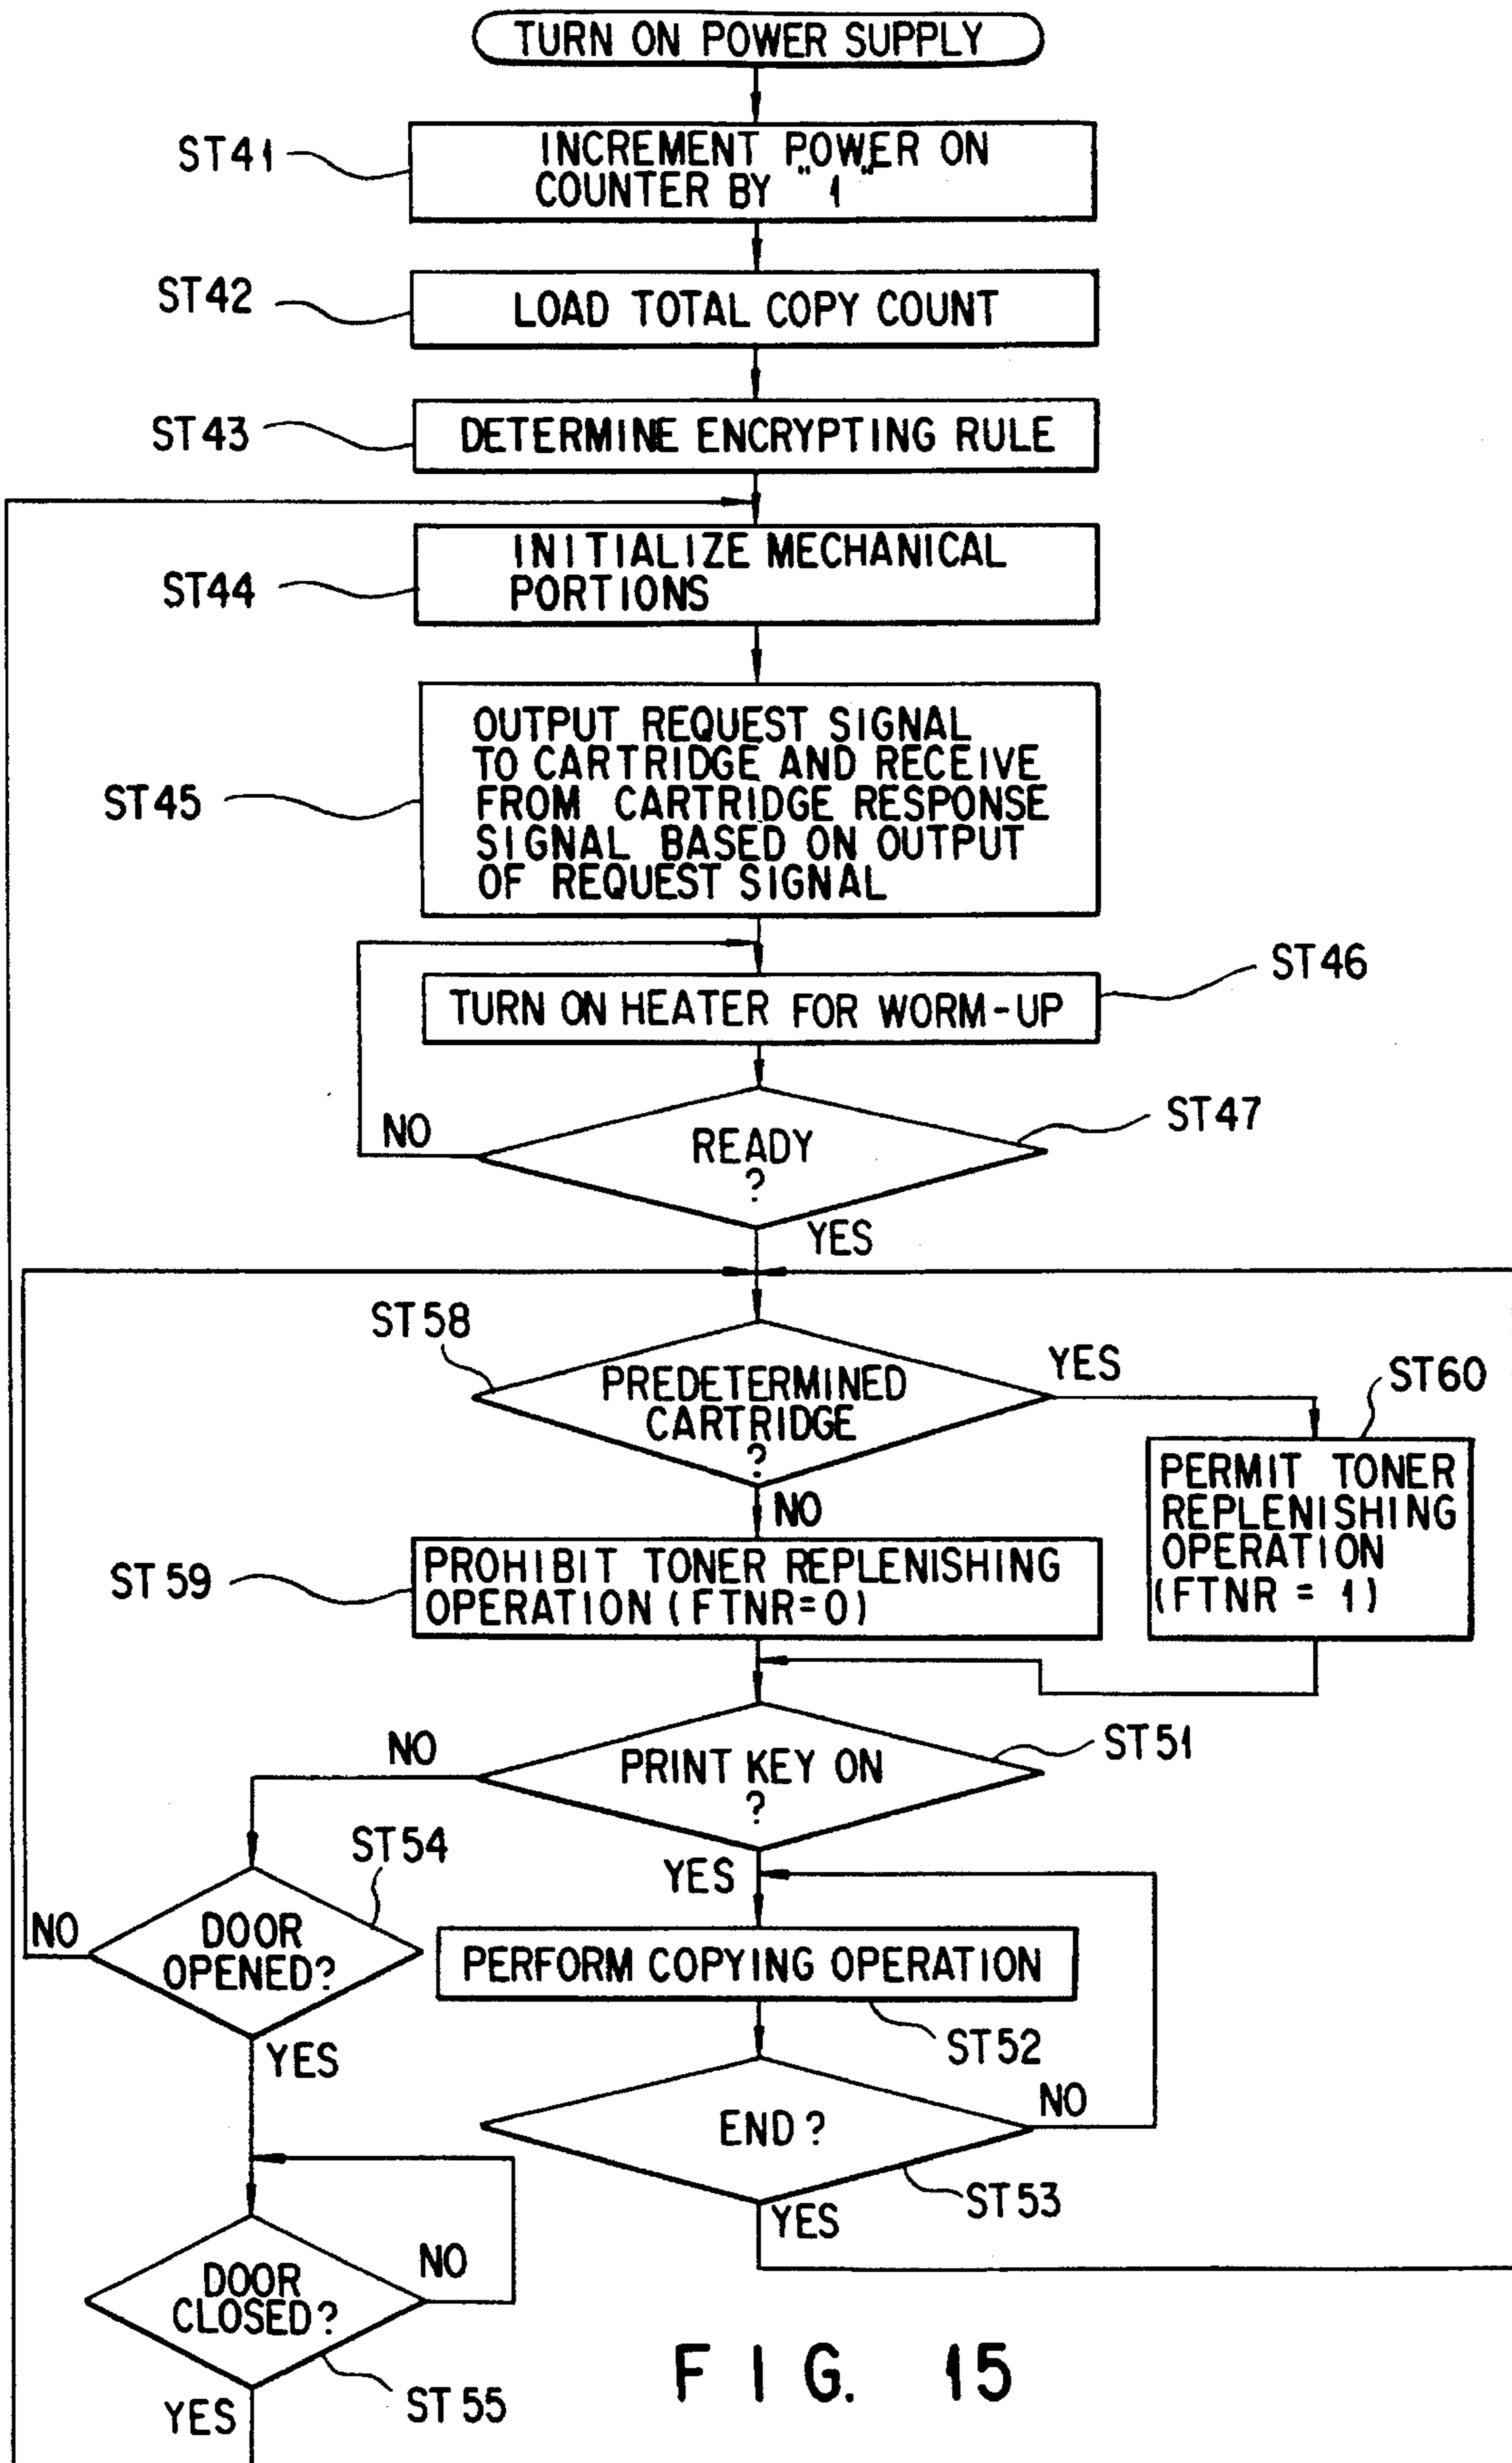 TURN ON POWER SUPPLY
ST41
INCREMENT POWER ON
COUNTER BY "1"
ST42
LOAD TOTAL COPY COUNT
ST43
DETERMINE ENCRYPTING RULE
ST44
INITIALIZE MECHANICAL
PORTIONS
ST45
OUTPUT REQUEST SIGNAL
TO CARTRIDGE AND RECEIVE
FROM CARTRIDGE RESPONSE
SIGNAL BASED ON OUTPUT
OF REQUEST SIGNAL
ST46
TURN ON HEATER FOR WORM-UP
ST47
NO
READY
?
YES
ST58
PREDETERMINED
CARTRIDGE
?
YES
ST60
PERMIT TONER
REPLENISHING
OPERATION
(FTNR = 1)
NO
ST59
PROHIBIT TONER REPLENISHING
OPERATION (FTNR=0)
NO
PRINT KEY ON
?
ST51
ST54
YES
NO
DOOR
OPENED?
PERFORM COPYING OPERATION
ST52
YES
END?
NO
ST53
YES
DOOR
CLOSED?
NO
ST55
YES
FIG. 15